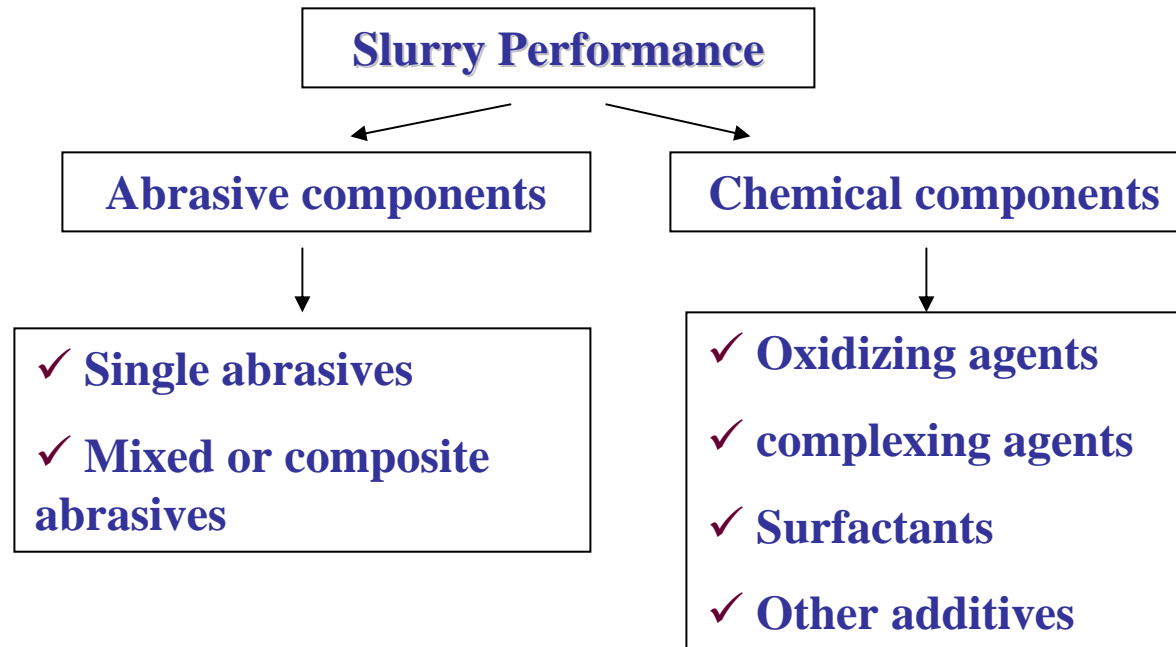 Slurry Performance
Abrasive components
Chemical components
✓ Single abrasives
✓ Mixed or composite
abrasives
✓ Oxidizing agents
✓ complexing agents
✓ Surfactants
✓ Other additives